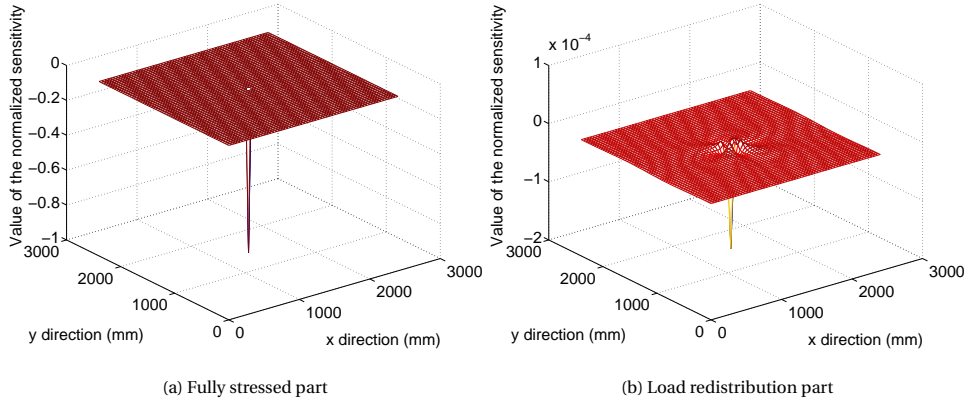 Value of the normalized sensitivity
0
−0.2
−0.4
−0.6
−0.8
−1
3000
2000
1000
0
y direction (mm)
0
1000
2000
3000
x direction (mm)
(a) Fully stressed part
Value of the normalized sensitivity
x 10⁻⁴
1
0
−1
−2
3000
2000
1000
0
y direction (mm)
0
1000
2000
3000
x direction (mm)
(b) Load redistribution part